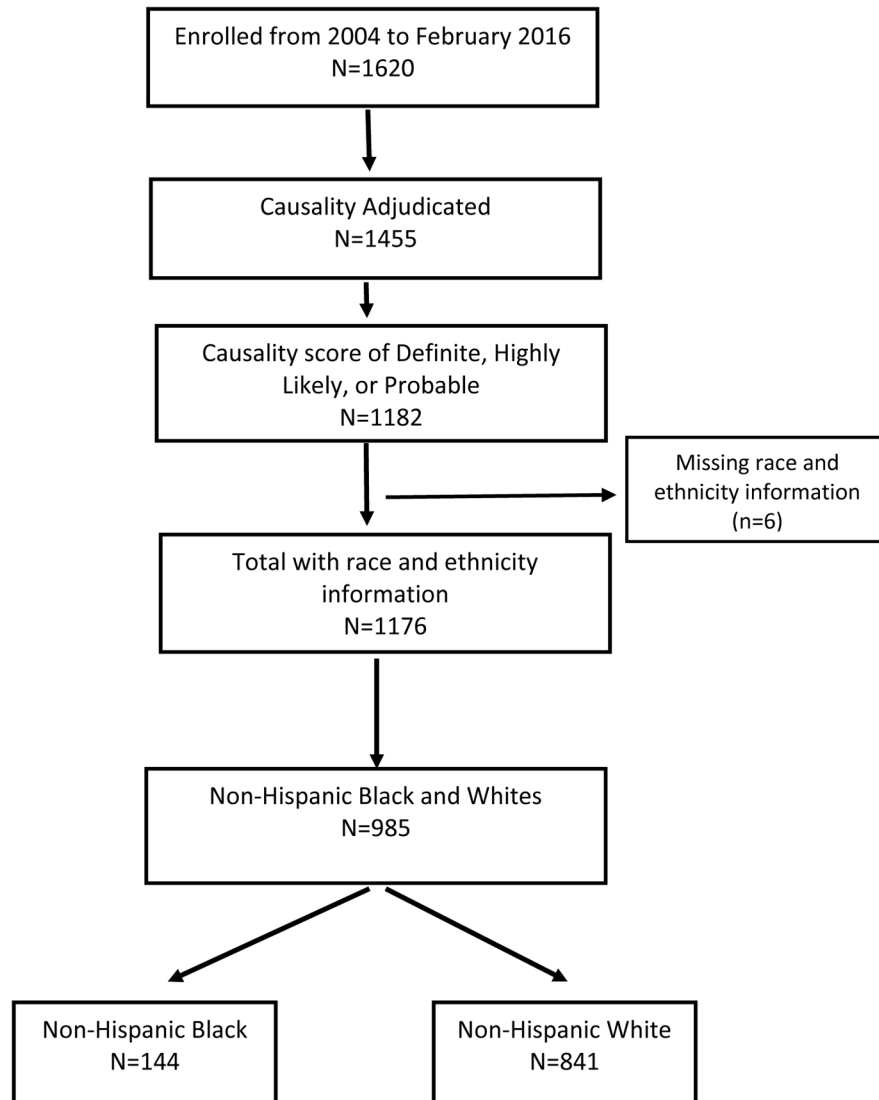 Enrolled from 2004 to February 2016
N=1620
Causality Adjudicated
N=1455
Causality score of Definite, Highly
Likely, or Probable
N=1182
Missing race and
ethnicity information
(n=6)
Total with race and ethnicity
information
N=1176
Non-Hispanic Black and Whites
N=985
Non-Hispanic Black
N=144
Non-Hispanic White
N=841